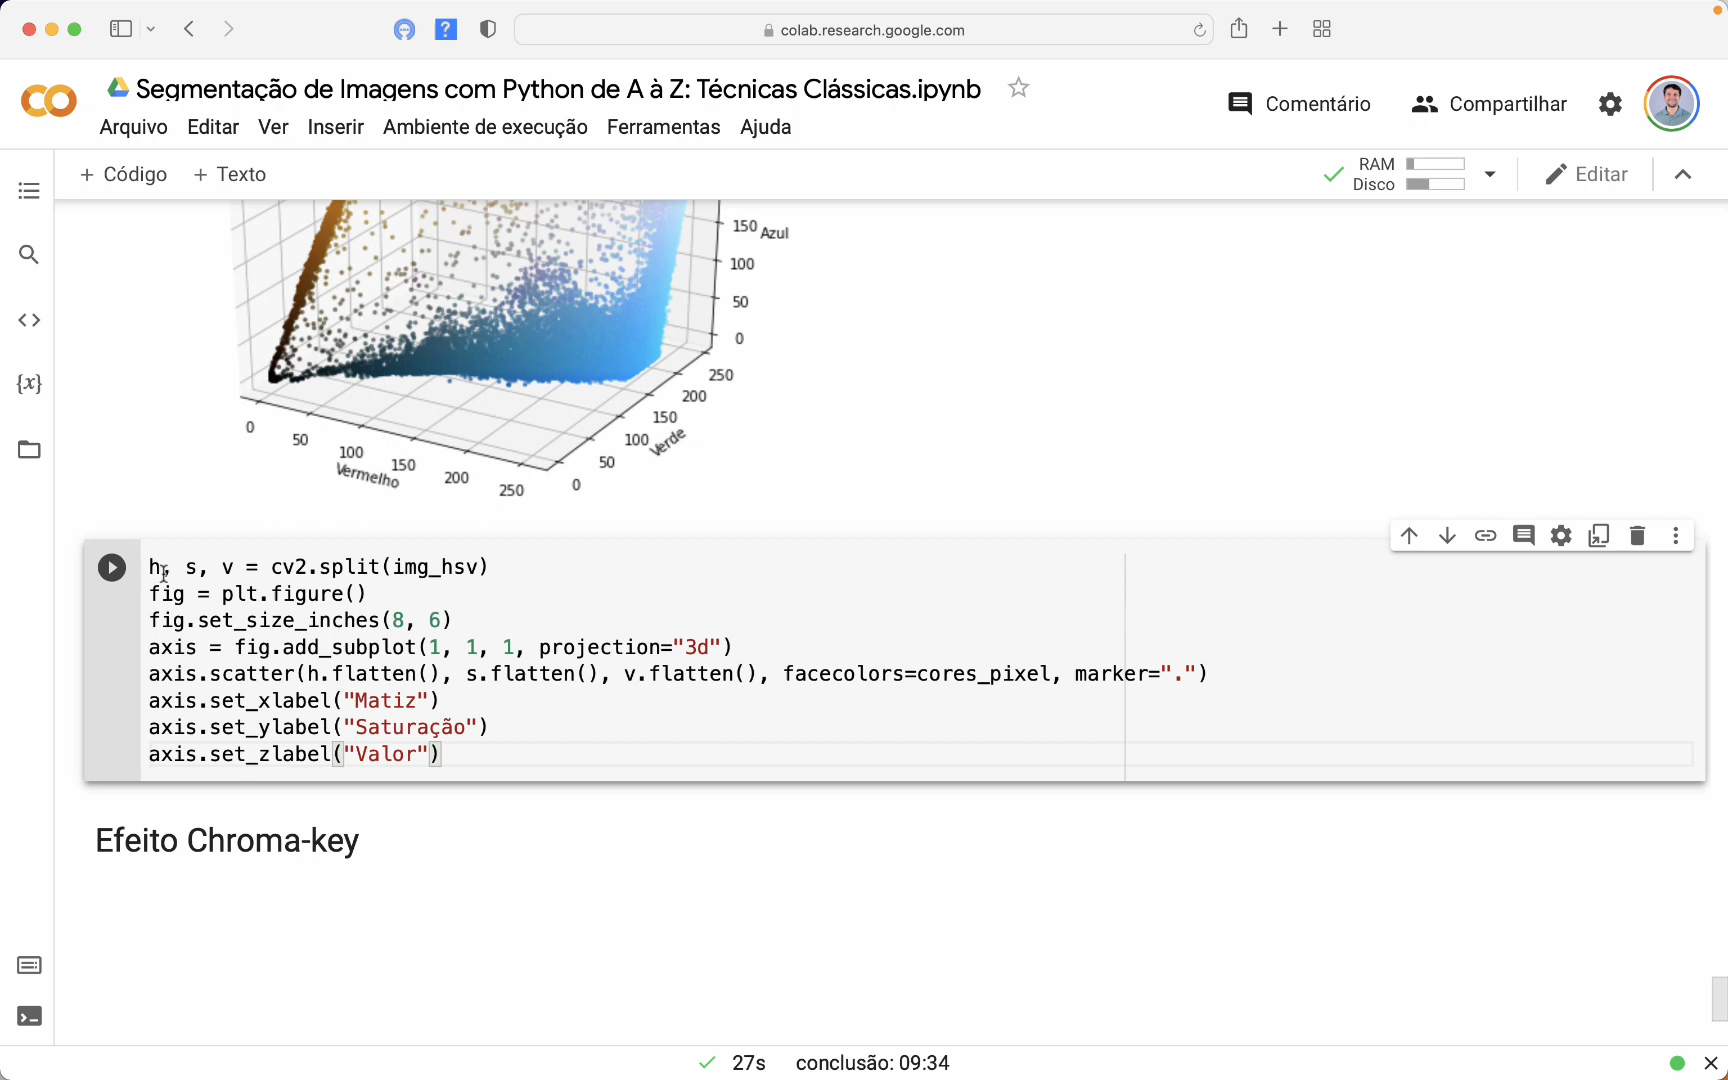 colab.research.google.com
Segmentação de Imagens com Python de A à Z: Técnicas Clássicas.ipynb
Arquivo Editar Ver Inserir Ambiente de execução Ferramentas Ajuda
Comentário
Compartilhar
+ Código + Texto
RAM
Disco
Editar
{x}
150 Azul
100
50
0
250
200
150
100
50
0
Verde
0
50
100
150
200
250
Vermelho
h, s, v = cv2.split(img_hsv)
fig = plt.figure()
fig.set_size_inches(8, 6)
axis = fig.add_subplot(1, 1, 1, projection="3d")
axis.scatter(h.flatten(), s.flatten(), v.flatten(), facecolors=cores_pixel, marker=".")
axis.set_xlabel("Matiz")
axis.set_ylabel("Saturação")
axis.set_zlabel("Valor")
Efeito Chroma-key
27s conclusão: 09:34